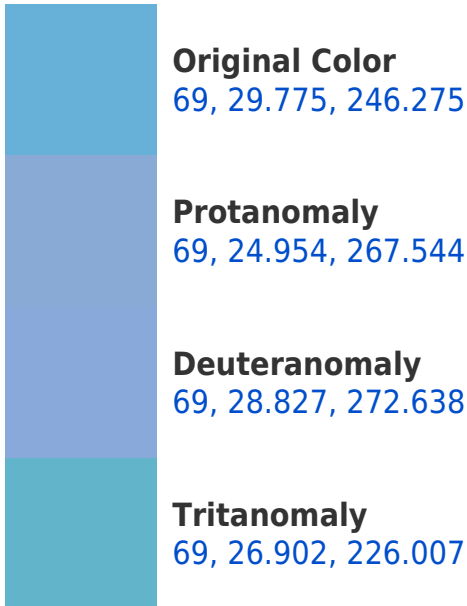 Original Color
69, 29.775, 246.275
Protanomaly
69, 24.954, 267.544
Deuteranomaly
69, 28.827, 272.638
Tritanomaly
69, 26.902, 226.007